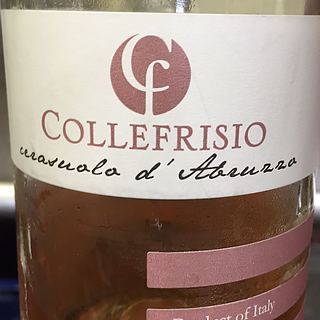 Cf
COLLEFRISIO
cerasuolo d'Abruzzo
Product of Italy